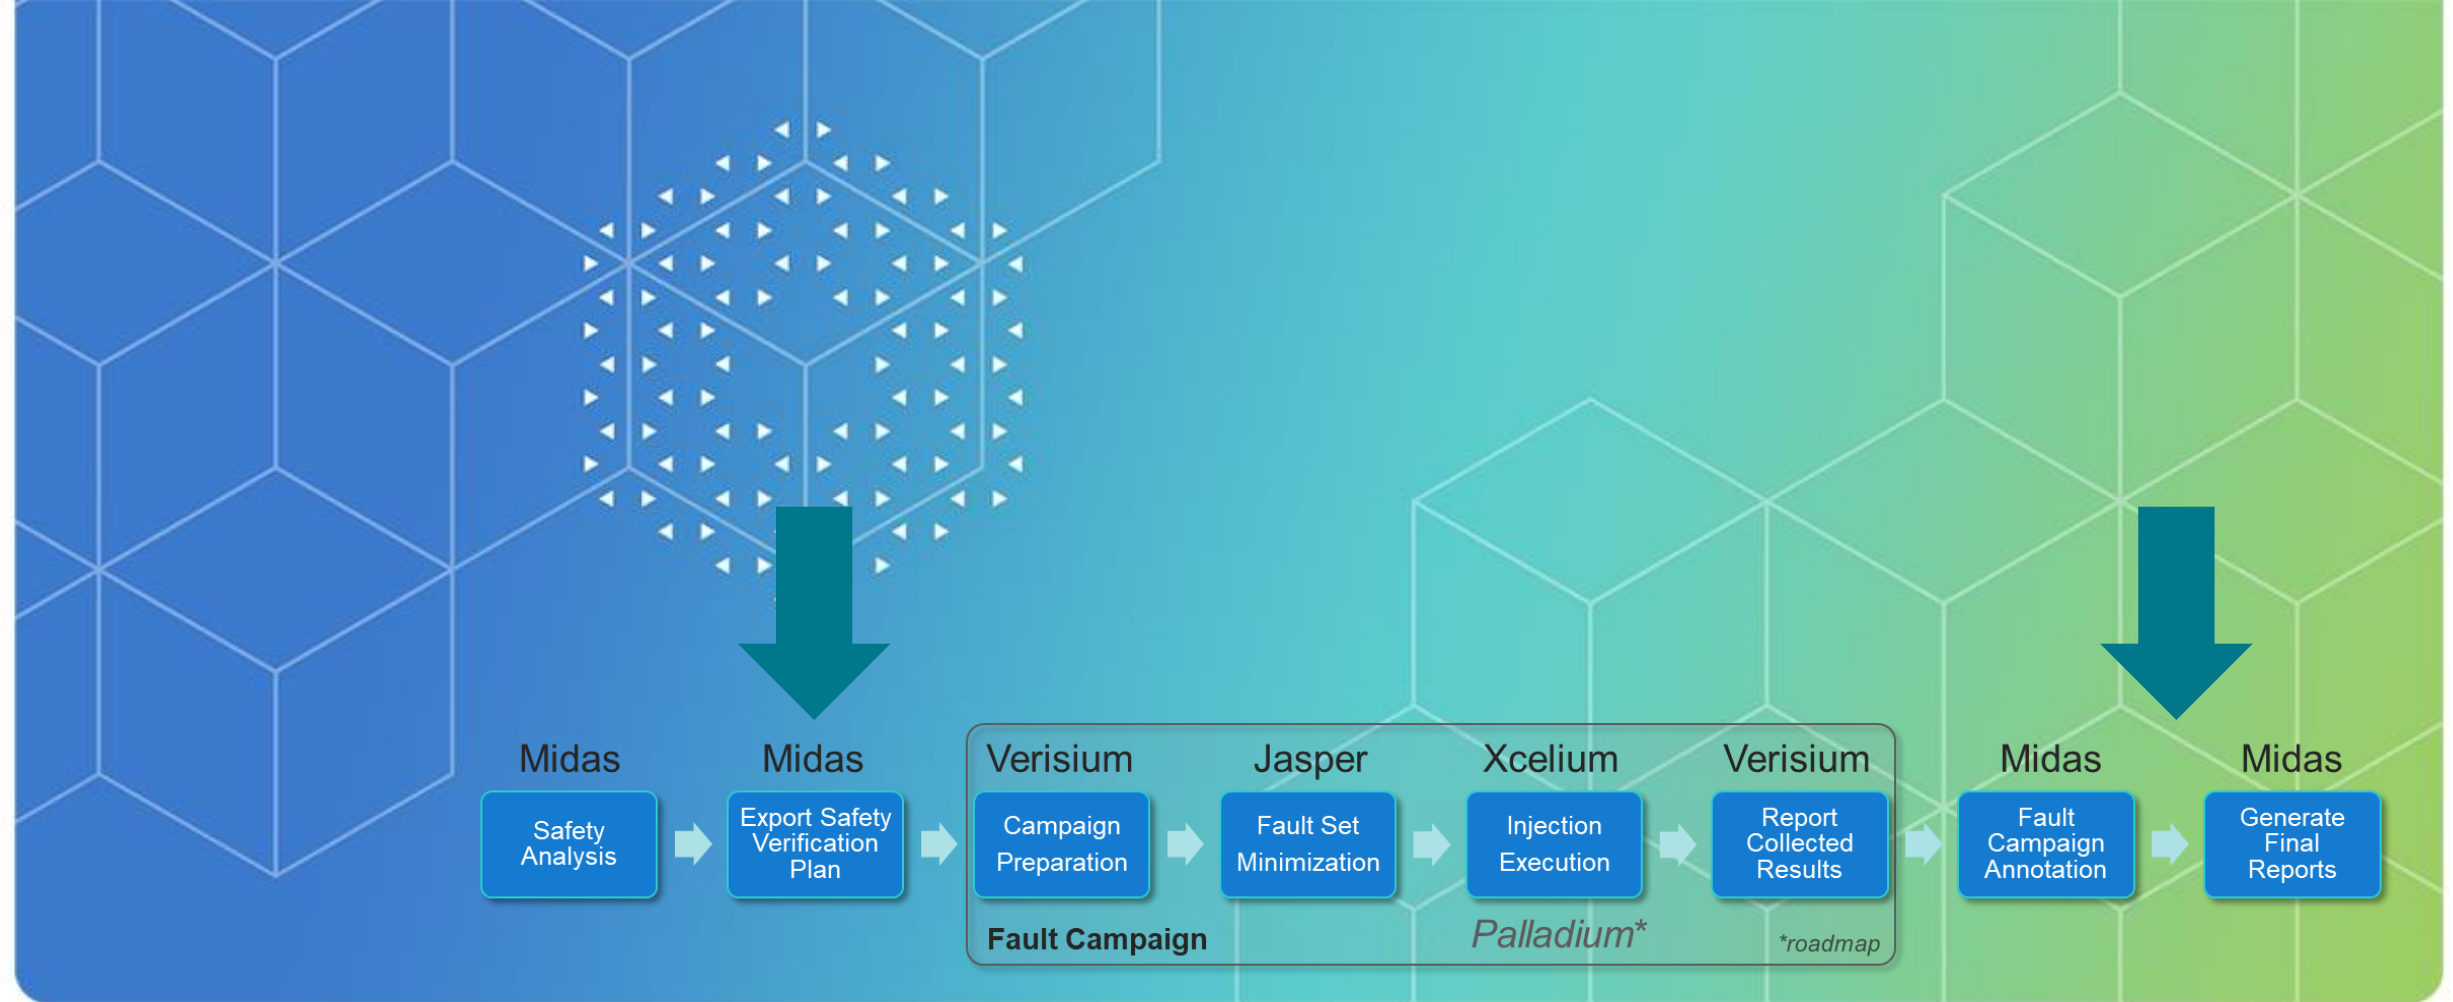 Midas
Midas
Verisium
Jasper
Xcelium
Verisium
Midas
Midas
Safety
Analysis
Export Safety
Verification
Plan
Campaign
Preparation
Fault Set
Minimization
Injection
Execution
Report
Collected
Results
Fault
Campaign
Annotation
Generate
Final
Reports
Fault Campaign
Palladium*
*roadmap